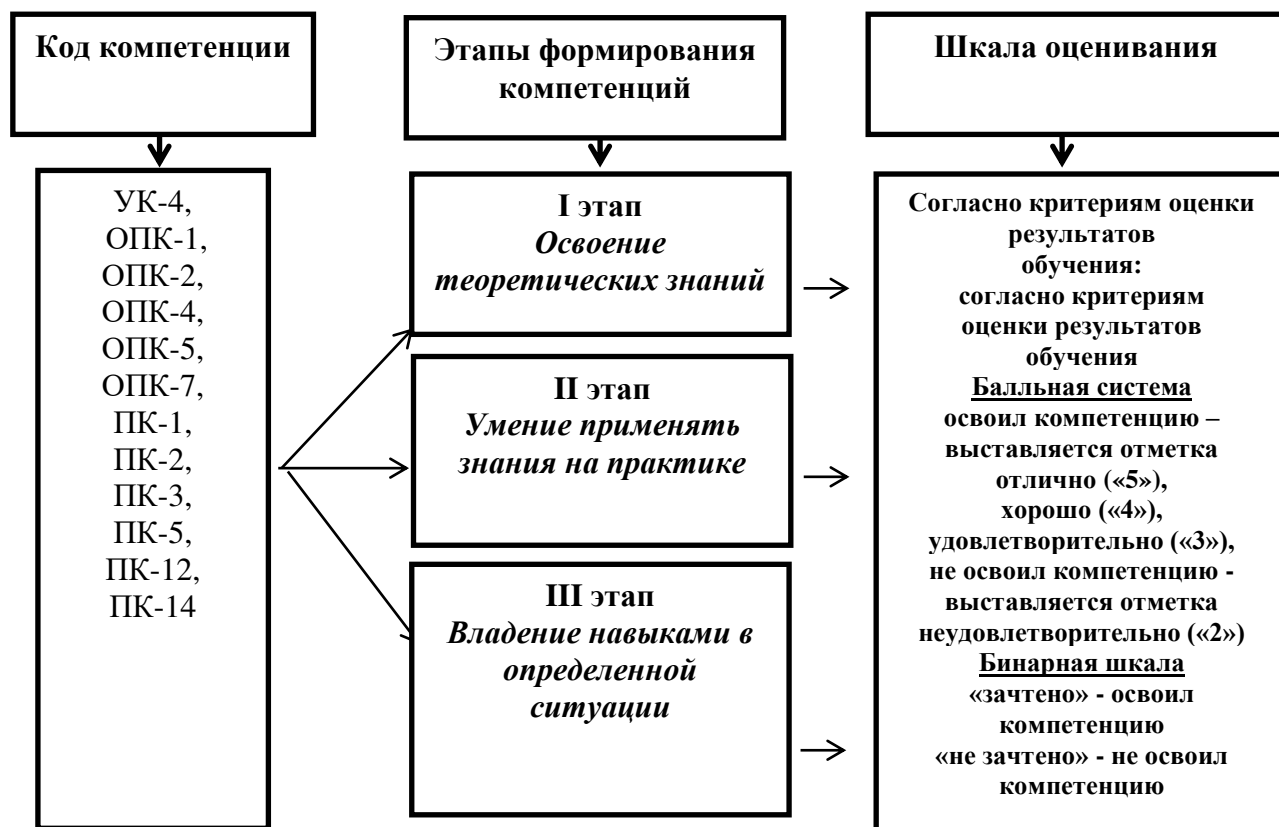 Код компетенции
Этапы формирования
компетенций
Шкала оценивания
УК-4,
ОПК-1,
ОПК-2,
ОПК-4,
ОПК-5,
ОПК-7,
ПК-1,
ПК-2,
ПК-3,
ПК-5,
ПК-12,
ПК-14
I этап
Освоение
теоретических знаний
II этап
Умение применять
знания на практике
III этап
Владение навыками в
определенной
ситуации
Согласно критериям оценки
результатов
обучения:
согласно критериям
оценки результатов
обучения
Балльная система
освоил компетенцию –
выставляется отметка
отлично («5»),
хорошо («4»),
удовлетворительно («3»),
не освоил компетенцию -
выставляется отметка
неудовлетворительно («2»)
Бинарная шкала
«зачтено» - освоил
компетенцию
«не зачтено» - не освоил
компетенцию